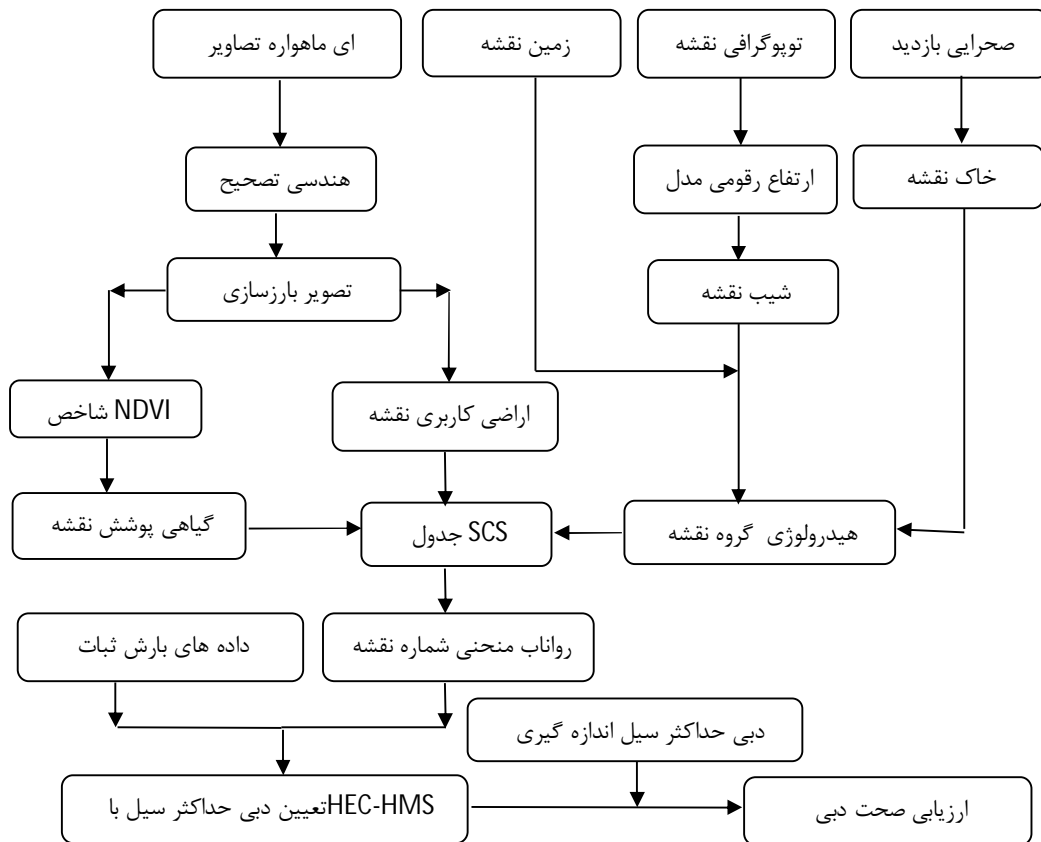 صحرایی بازدید
توپوگرافی نقشه
زمین نقشه
ای ماهواره تصاویر
خاک نقشه
ارتفاع رقومی مدل
هندسی تصحیح
شیب نقشه
تصویر بارزسازی
اراضی کاربری نقشه
NDVI شاخص
هیدرولوژی گروه نقشه
SCS جدول
گیاهی پوشش نقشه
رواناب منحنی شماره نقشه
داده های بارش ثبات
دبی حداکثر سیل اندازه گیری
HEC-HMSتعیین دبی حداکثر سیل با
ارزیابی صحت دبی